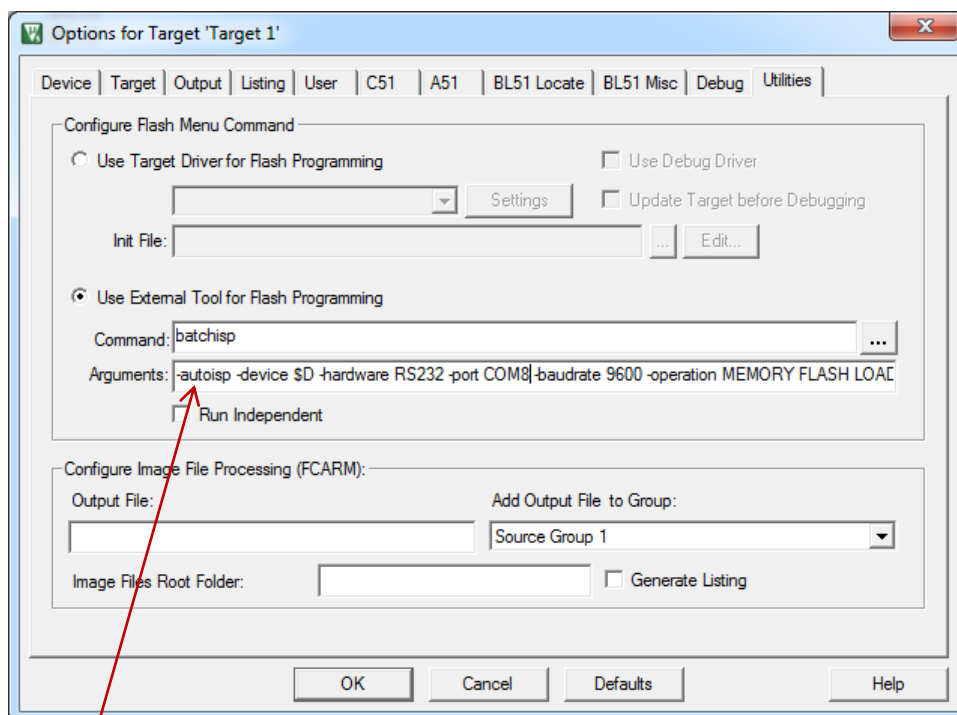 Options for Target 'Target 1'
Device Target Output Listing User C51 A51 BL51 Locate BL51 Misc Debug Utilities
Configure Flash Menu Command
Use Target Driver for Flash Programming Use Debug Driver
Settings Update Target before Debugging
Init File: ... Edit...
Use External Tool for Flash Programming
Command: batchisp ...
Arguments: -autoisp -device $D -hardware RS232 -port COM8 -baudrate 9600 -operation MEMORY FLASH LOAD
Run Independent
Configure Image File Processing (FCARM):
Output File: Add Output File to Group:
Source Group 1
Image Files Root Folder: Generate Listing
OK Cancel Defaults Help